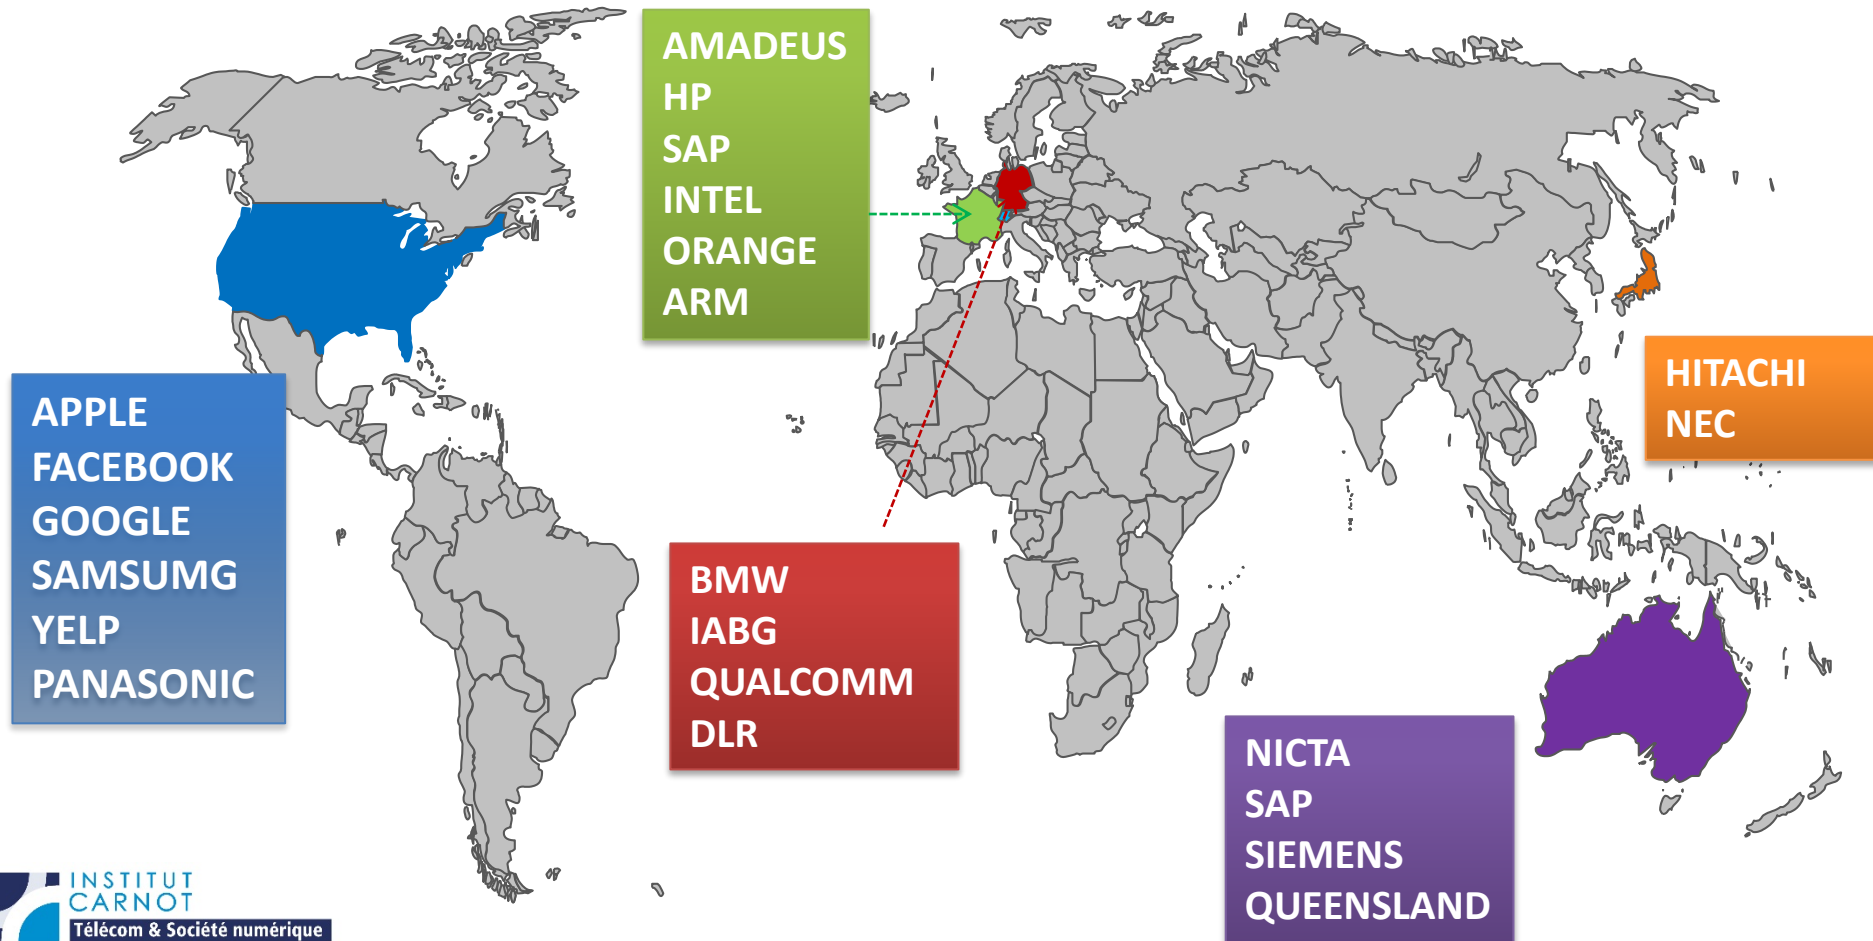 AMADEUS
HP
SAP
INTEL
ORANGE
ARM
APPLE
FACEBOOK
GOOGLE
SAMSUMG
YELP
PANASONIC
HITACHI
NEC
BMW
IABG
QUALCOMM
DLR
NICTA
SAP
SIEMENS
QUEENSLAND
INSTITUT
CARNOT
Télécom & Société numérique